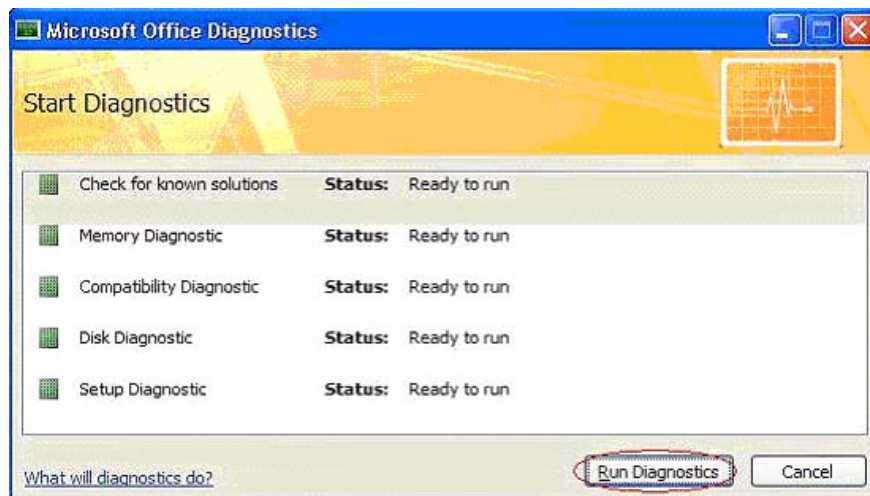 Microsoft Office Diagnostics
Start Diagnostics
Check for known solutions Status: Ready to run
Memory Diagnostic Status: Ready to run
Compatibility Diagnostic Status: Ready to run
Disk Diagnostic Status: Ready to run
Setup Diagnostic Status: Ready to run
What will diagnostics do? Run Diagnostics Cancel